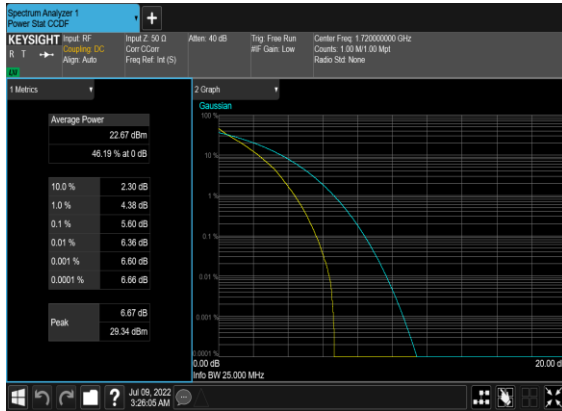 Spectrum Analyzer 1
Power Stat CCDF
+
KEYSIGHT
R T
LU
Input: RF
Coupling: DC
Align: Auto
Input Z: 50 Ω
Corr CCorr
Freq Ref: Int (S)
Atten: 40 dB
Trig: Free Run
#IF Gain: Low
Center Freq: 1.720000000 GHz
Counts: 1.00 M/1.00 Mpt
Radio Std: None
1 Metrics
Average Power
22.67 dBm
46.19 % at 0 dB
10.0 % 2.30 dB
1.0 % 4.38 dB
0.1 % 5.60 dB
0.01 % 6.36 dB
0.001 % 6.60 dB
0.0001 % 6.66 dB
Peak
6.67 dB
29.34 dBm
2 Graph
Gaussian
100 %
10 %
1 %
0.1 %
0.01 %
0.001 %
0.0001 %
0.00 dB
20.00 dB
Info BW 25.000 MHz
?
Jul 09, 2022
3:26:05 AM